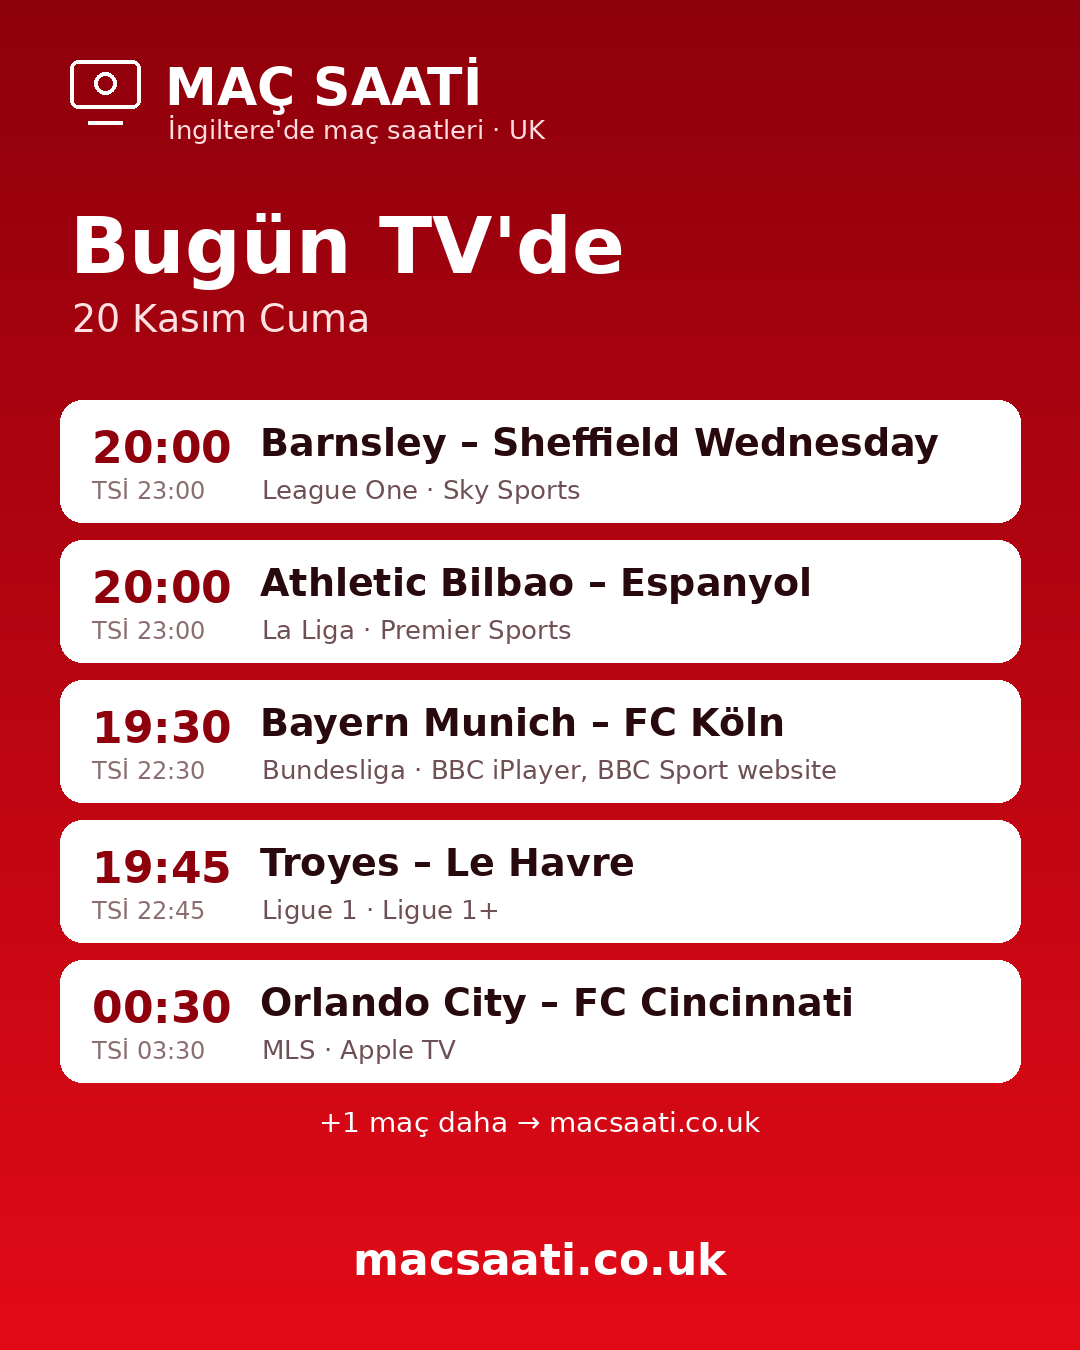 MAÇ SAATİ
İngiltere'de maç saatleri · UK
Bugün TV'de
20 Kasım Cuma
20:00 Barnsley – Sheffield Wednesday
TSİ 23:00 League One · Sky Sports
20:00 Athletic Bilbao – Espanyol
TSİ 23:00 La Liga · Premier Sports
19:30 Bayern Munich – FC Köln
TSİ 22:30 Bundesliga · BBC iPlayer, BBC Sport website
19:45 Troyes – Le Havre
TSİ 22:45 Ligue 1 · Ligue 1+
00:30 Orlando City – FC Cincinnati
TSİ 03:30 MLS · Apple TV
+1 maç daha → macsaati.co.uk
macsaati.co.uk